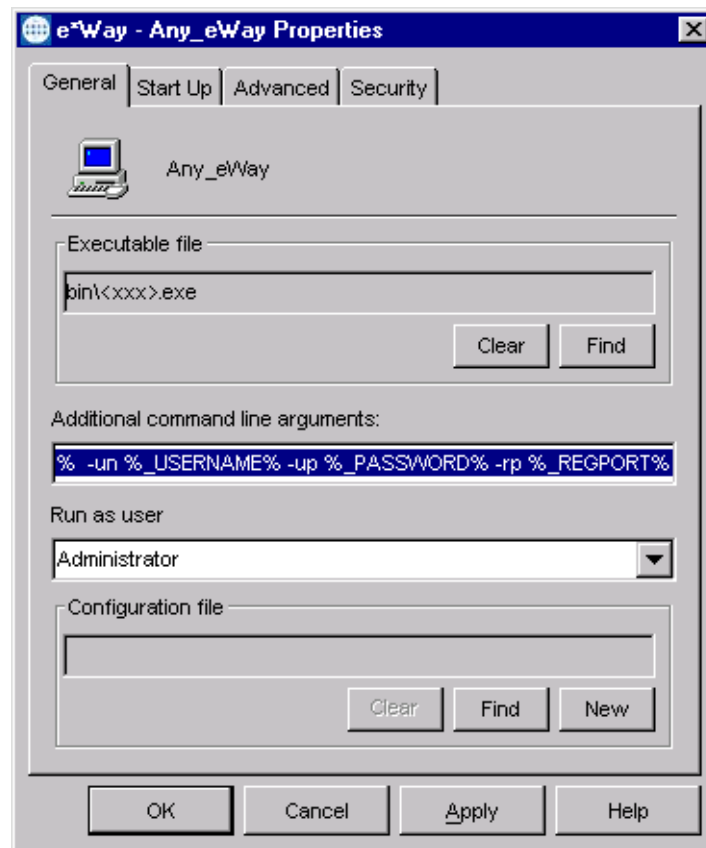 e*Way - Any_eWay Properties
General Start Up Advanced Security
Any_eWay
Executable file
bin\<xxx>.exe
Clear Find
Additional command line arguments:
% -un %_USERNAME% -up %_PASSWORD% -rp %_REGPORT%
Run as user
Administrator
Configuration file
Clear Find New
OK Cancel Apply Help